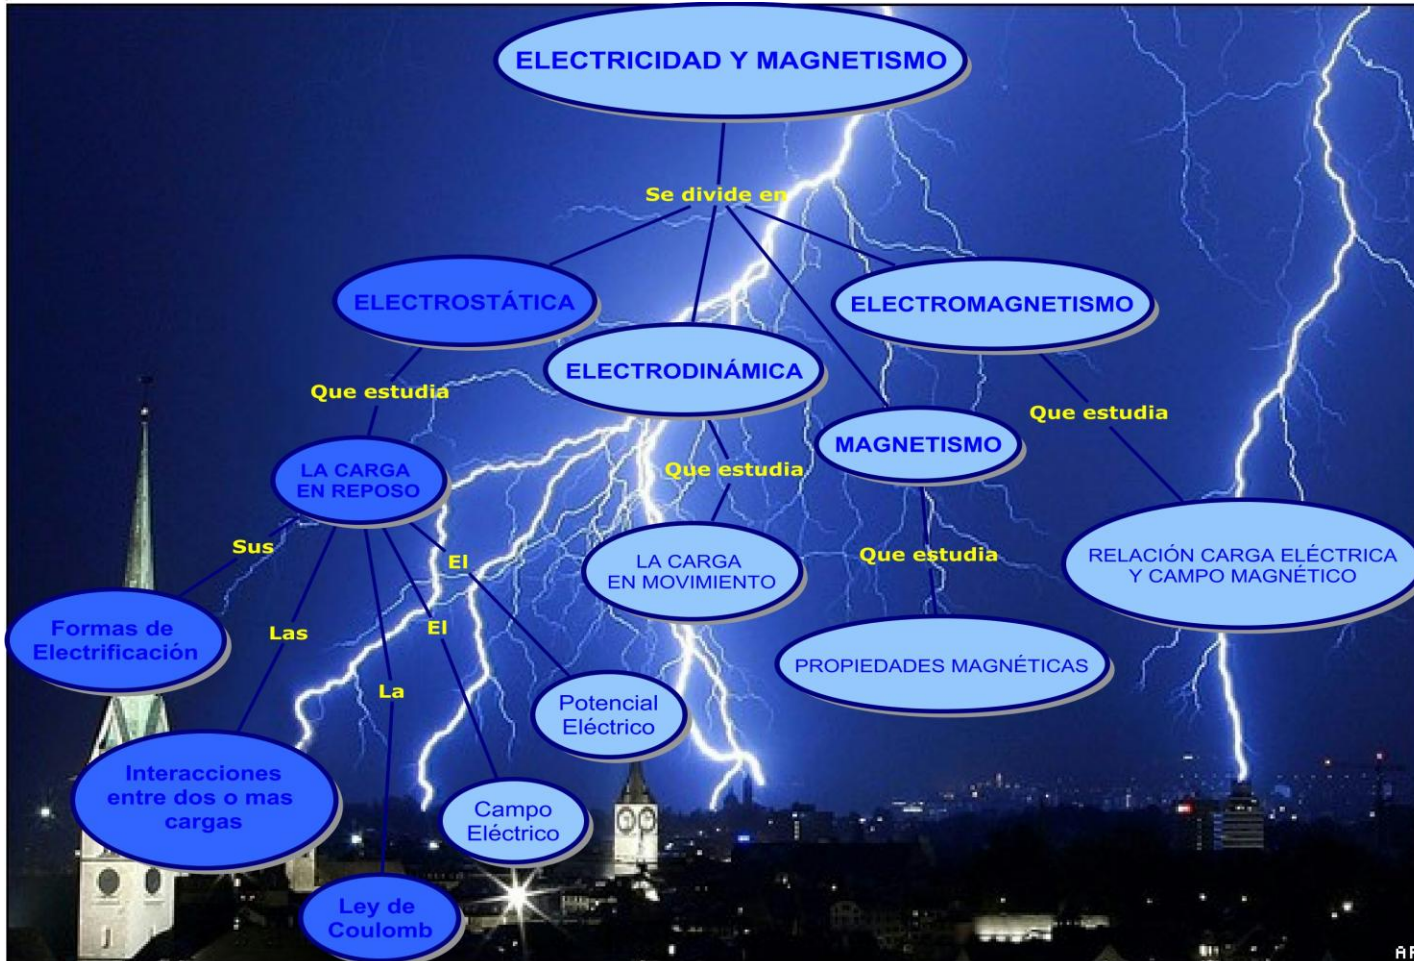 ELECTRICIDAD Y MAGNETISMO
Se divide en
ELECTROSTÁTICA
ELECTROMAGNETISMO
ELECTRODINÁMICA
MAGNETISMO
Que estudia
Que estudia
Que estudia
Que estudia
LA CARGA
EN REPOSO
LA CARGA
EN MOVIMIENTO
RELACIÓN CARGA ELÉCTRICA
Y CAMPO MAGNÉTICO
PROPIEDADES MAGNÉTICAS
Sus
Las
La
El
El
Formas de
Electrificación
Interacciones
entre dos o mas
cargas
Ley de
Coulomb
Campo
Eléctrico
Potencial
Eléctrico